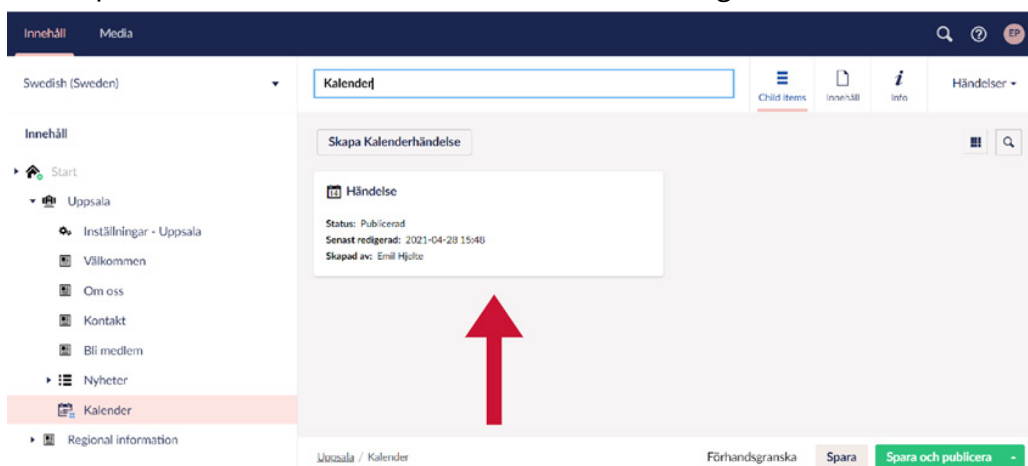 Innehåll Media EP
Swedish (Sweden)
Kalender
Child Items Innehåll Info Händelser
Innehåll
Skapa Kalenderhändelse
Start
14 Händelse
Uppsala
Status: Publicerad
Inställningar - Uppsala
Senast redigerad: 2021-04-28 15:48
Skapad av: Emil Hjelte
Välkommen
Om oss
Kontakt
Bli medlem
Nyheter
Kalender
Regional information
Uppsala / Kalender Förhandsgranska Spara Spara och publicera